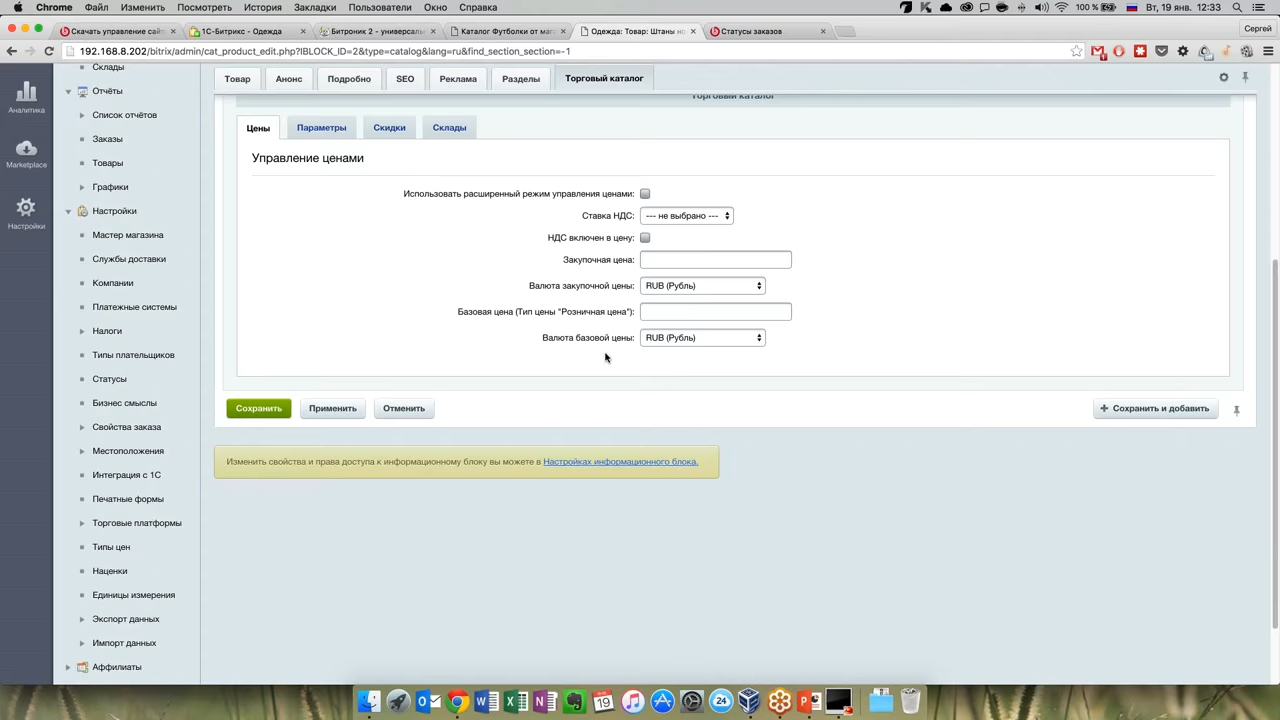 Chrome Файл Изменить Посмотреть История Закладки Пользователи Окно Справка 100 % Вт, 19 янв. 12:33
Скачать управление сайт 1С-Битрикс - Одежда Битроник 2 - универсаль Каталог Футболки от мага Одежда: Товар: Штаны но Статусы заказов Сергей
192.168.8.202/bitrix/admin/cat_product_edit.php?IBLOCK_ID=2&type=catalog&lang=ru&find_section_section=-1
Аналитика
Marketplace
Настройки
Склады
Отчёты
Список отчётов
Заказы
Товары
Графики
Настройки
Мастер магазина
Службы доставки
Компании
Платежные системы
Налоги
Типы плательщиков
Статусы
Бизнес смыслы
Свойства заказа
Местоположения
Интеграция с 1С
Печатные формы
Торговые платформы
Типы цен
Наценки
Единицы измерения
Экспорт данных
Импорт данных
Аффилиаты
Товар Анонс Подробно SEO Реклама Разделы Торговый каталог
Торговый каталог
Цены Параметры Скидки Склады
Управление ценами
Использовать расширенный режим управления ценами:
Ставка НДС: --- не выбрано ---
НДС включен в цену:
Закупочная цена:
Валюта закупочной цены: RUB (Рубль)
Базовая цена (Тип цены "Розничная цена"):
Валюта базовой цены: RUB (Рубль)
Сохранить Применить Отменить + Сохранить и добавить
Изменить свойства и права доступа к информационному блоку вы можете в Настройках информационного блока.
19
24